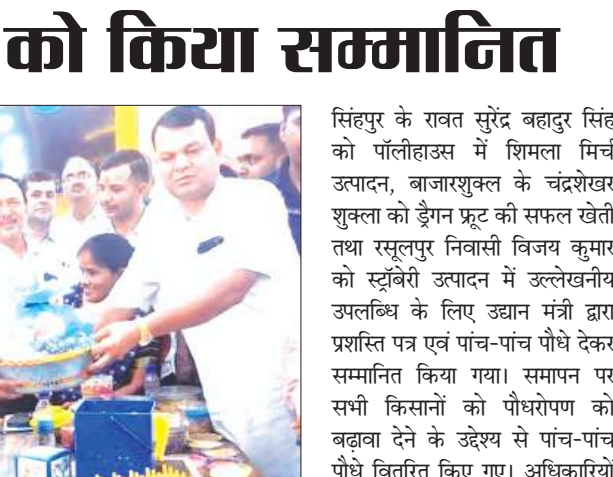 को किया सम्मानित
सिंहपुर के रावत सुरेंद्र बहादुर सिंह
को पॉलीहाउस में शिमला मिर्च
उत्पादन, बाजारशुक्ल के चंद्रशेखर
शुक्ला को ड्रैगन फ्रूट की सफल खेती
तथा रसूलपुर निवासी विजय कुमार
को स्ट्रॉबेरी उत्पादन में उल्लेखनीय
उपलब्धि के लिए उद्यान मंत्री द्वारा
प्रशस्ति पत्र एवं पांच-पांच पौधे देकर
सम्मानित किया गया। समापन पर
सभी किसानों को पौधरोपण को
बढ़ावा देने के उद्देश्य से पांच-पांच
पौधे वितरित किए गए। अधिकारियों